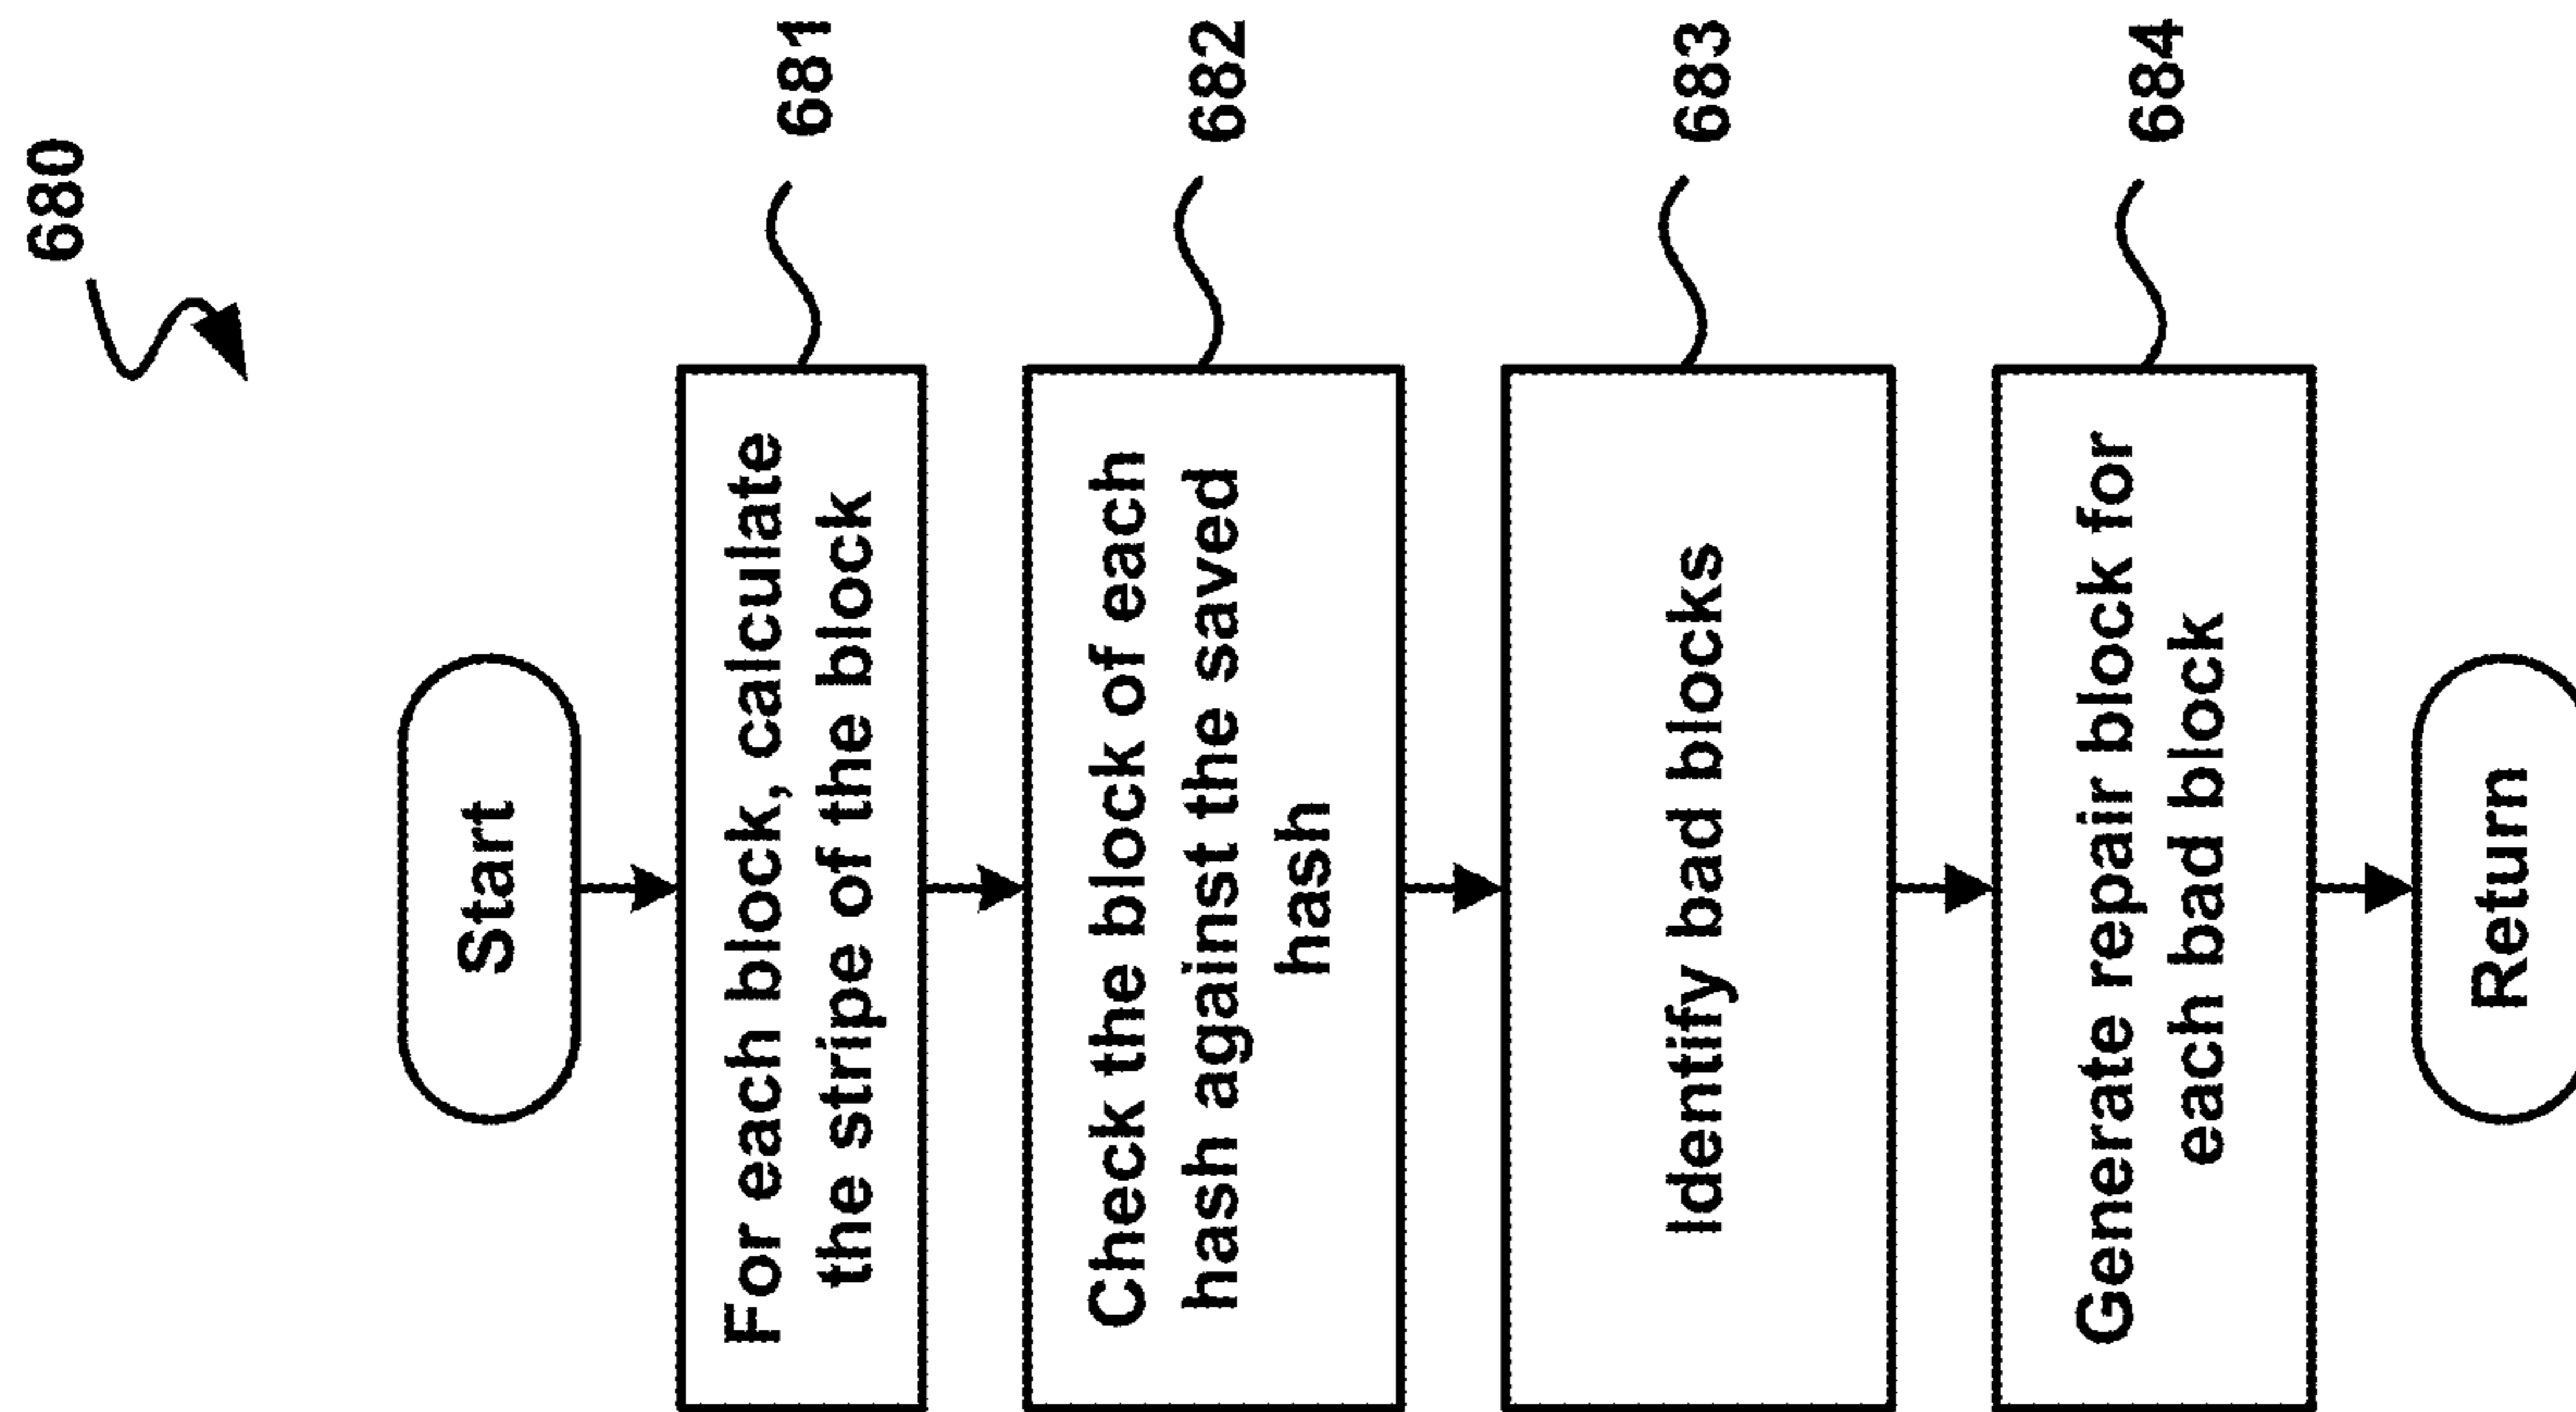 680
Start
For each block, calculate
the stripe of the block
681
Check the block of each
hash against the saved
hash
682
Identify bad blocks
683
Generate repair block for
each bad block
684
Return